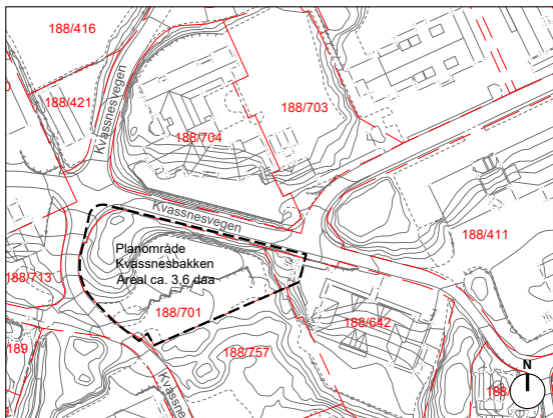 188/416
188/421
Kvassnesvegen
188/704
188/703
Kvassnesvegen
188/411
Planområde
Kvassnesbakken
Areal ca. 3,6 daa
188/713
188/701
188/642
189
188/757
188/
N